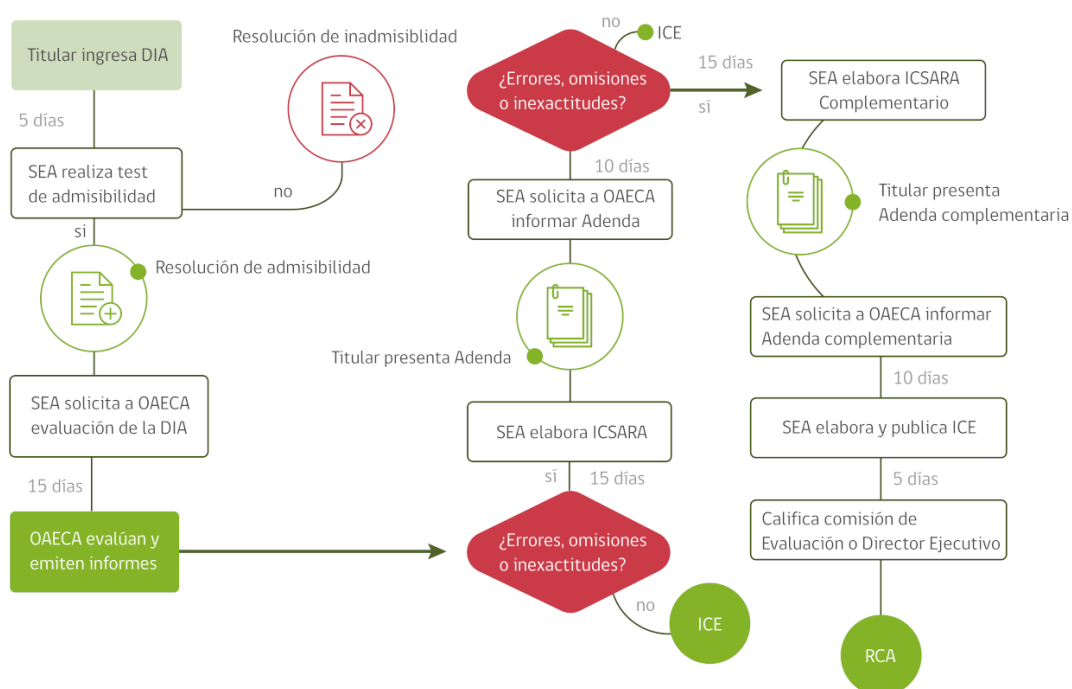 Titular ingresa DIA
5 días
SEA realiza test
de admisibilidad
no
Resolución de inadmisiblidad
si
Resolución de admisibilidad
SEA solicita a OAECA
evaluación de la DIA
15 días
OAECA evalúan y
emiten informes
¿Errores, omisiones
o inexactitudes?
no
ICE
sí
15 días
SEA elabora ICSARA
Titular presenta Adenda
SEA solicita a OAECA
informar Adenda
10 días
¿Errores, omisiones
o inexactitudes?
no
ICE
15 días
sí
SEA elabora ICSARA
Complementario
Titular presenta
Adenda complementaria
SEA solicita a OAECA informar
Adenda complementaria
10 días
SEA elabora y publica ICE
5 días
Califica comisión de
Evaluación o Director Ejecutivo
RCA